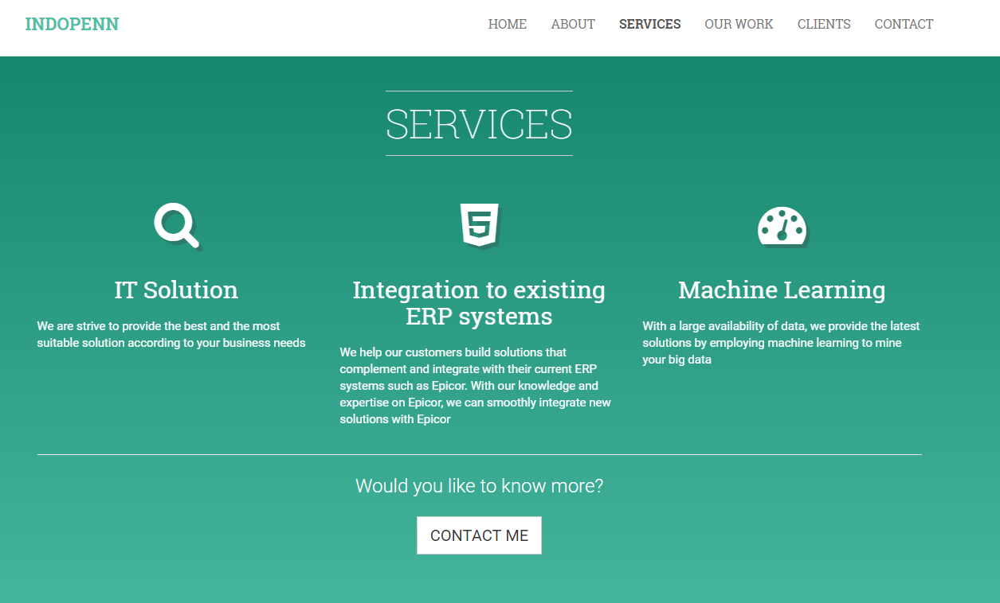 INDOPENN
HOME ABOUT SERVICES OUR WORK CLIENTS CONTACT
SERVICES
IT Solution
We are strive to provide the best and the most
suitable solution according to your business needs
Integration to existing
ERP systems
We help our customers build solutions that
complement and integrate with their current ERP
systems such as Epicor. With our knowledge and
expertise on Epicor, we can smoothly integrate new
solutions with Epicor
Machine Learning
With a large availability of data, we provide the latest
solutions by employing machine learning to mine
your big data
Would you like to know more?
CONTACT ME